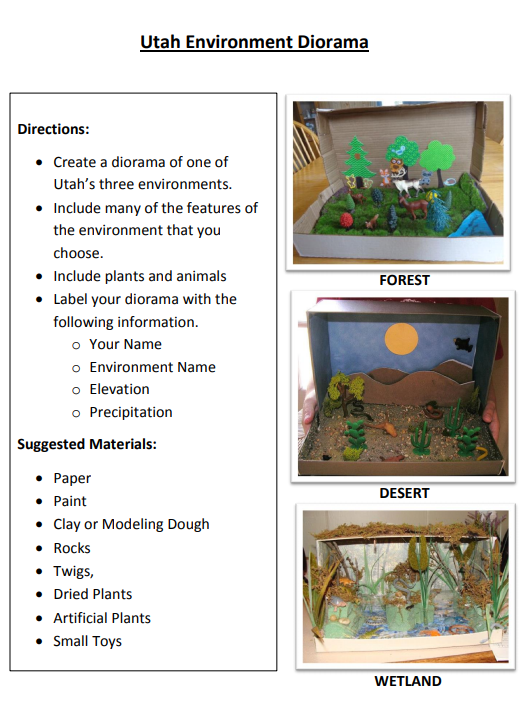 Utah Environment Diorama
Directions:
• Create a diorama of one of
Utah’s three environments.
• Include many of the features of
the environment that you
choose.
• Include plants and animals
• Label your diorama with the
following information.
o Your Name
o Environment Name
o Elevation
o Precipitation
Suggested Materials:
• Paper
• Paint
• Clay or Modeling Dough
• Rocks
• Twigs,
• Dried Plants
• Artificial Plants
• Small Toys
FOREST
DESERT
WETLAND